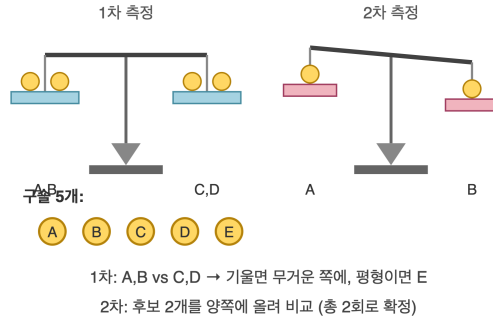 1차 측정
2차 측정
A,B
C,D
A
B
구슬 5개:
A
B
C
D
E
1차: A,B vs C,D → 기울면 무거운 쪽에, 평형이면 E
2차: 후보 2개를 양쪽에 올려 비교 (총 2회로 확정)